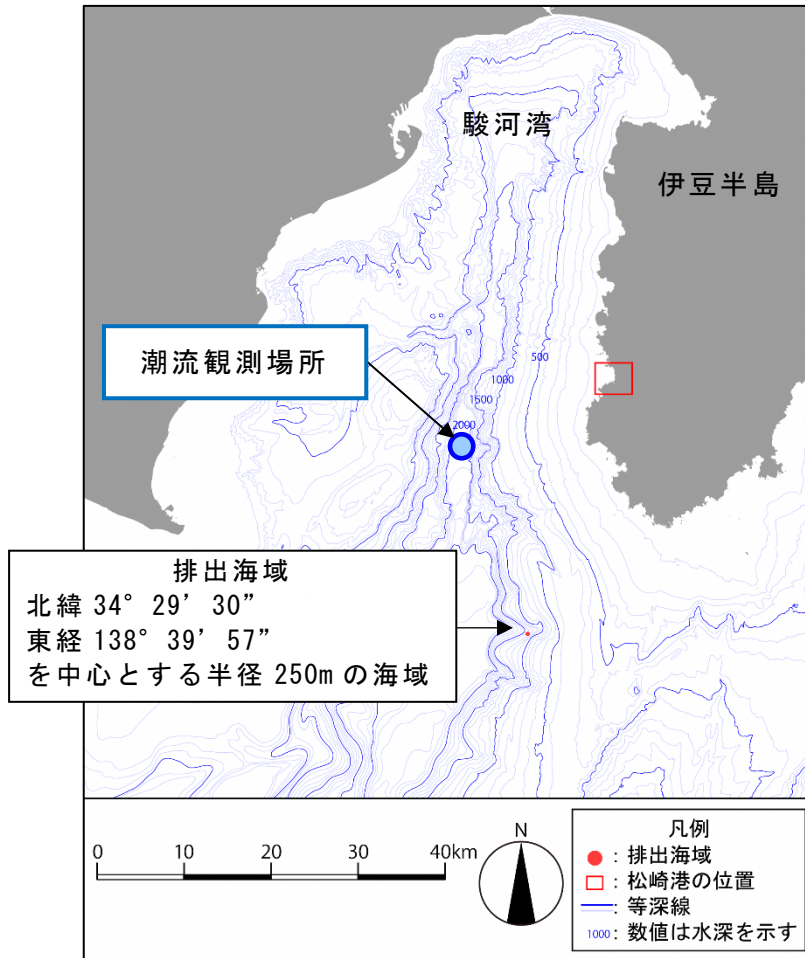 駿河湾
伊豆半島
潮流観測場所
500
1000
1500
2000
排出海域
北緯 34° 29’ 30”
東経 138° 39’ 57”
を中心とする半径 250m の海域
0 10 20 30 40km
N
凡例
：排出海域
：松崎港の位置
：等深線
1000：数値は水深を示す